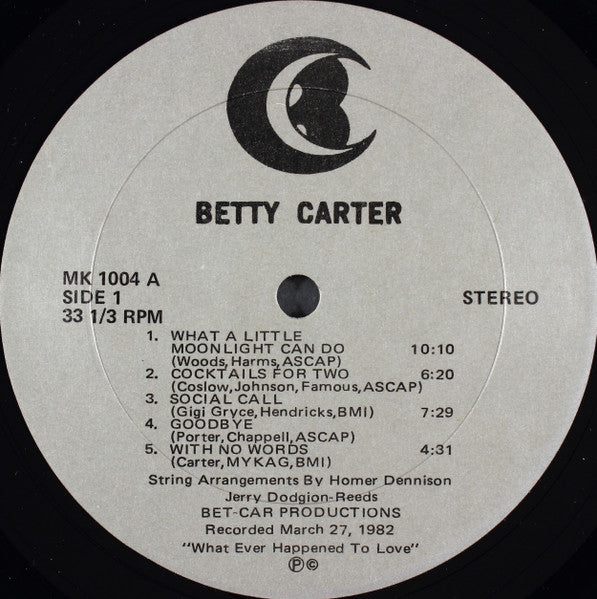 BETTY CARTER
MK 1004 A
SIDE 1
33 1/3 RPM
STEREO
1. WHAT A LITTLE
MOONLIGHT CAN DO 10:10
(Woods, Harms, ASCAP)
2. COCKTAILS FOR TWO 6:20
(Coslow, Johnson, Famous, ASCAP)
3. SOCIAL CALL
(Gigi Gryce, Hendricks, BMI) 7:29
4. GOODBYE
(Porter, Chappell, ASCAP)
5. WITH NO WORDS 4:31
(Carter, MYKAG, BMI)
String Arrangements By Homer Dennison
Jerry Dodgion-Reeds
BET-CAR PRODUCTIONS
Recorded March 27, 1982
"What Ever Happened To Love"
℗©